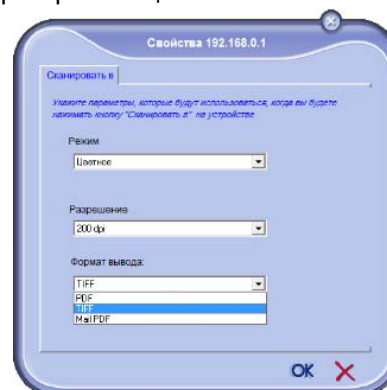 Свойства 192.168.0.1
Сканировать в
Укажите параметры, которые будут использоваться, когда вы будете
нажимать кнопку "Сканировать в" на устройстве
Режим
Цветное
Разрешение
200 dpi
Формат вывода:
TIFF
PDF
TIFF
Mail PDF
OK